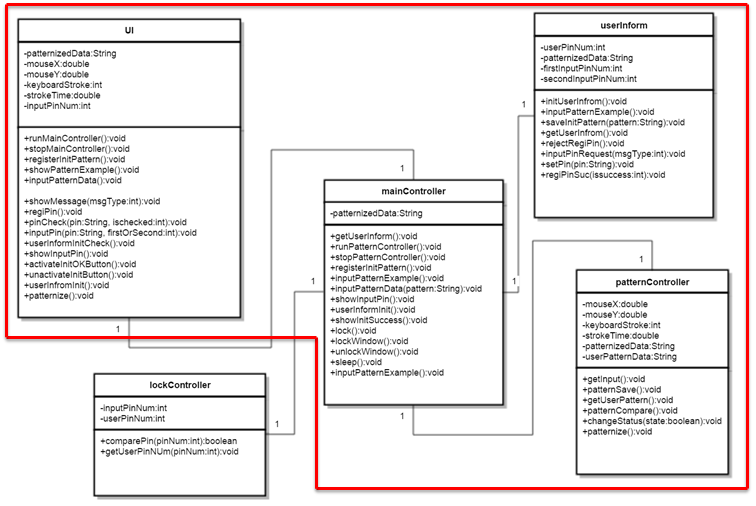 UI
-patternizedData:String
-mouseX:double
-mouseY:double
-keyboardStroke:int
-strokeTime:double
-inputPinNum:int
+runMainController():void
+stopMainController():void
+registerInitPattern():void
+showPatternExample():void
+inputPatternData():void
+showMessage(msgType:int):void
+regiPin():void
+pinCheck(pin:String, ischecked:int):void
+inputPin(pin:String, firstOrSecond:int):void
+userInformInitCheck():void
+showInputPin():void
+activateInitOKButton():void
+unactivateInitButton():void
+userInfromInit():void
+patternize():void
1
userInform
-userPinNum:int
-patternizedData:String
-firstInputPinNum:int
-secondInputPinNum:int
+initUserInfrom():void
+inputPatternExample():void
+saveInitPattern(pattern:String):void
+getUserInfrom():void
+rejectRegiPin():void
+inputPinRequest(msgType:int):void
+setPin(pin:String):void
+regiPinSuc(issuccess:int):void
1
1
mainController
-patternizedData:String
+getUserInform():void
+runPatternController():void
+stopPatternController():void
+registerInitPattern():void
+inputPatternExample():void
+inputPatternData(pattern:String):void
+showInputPin():void
+userInformInit():void
+showInitSuccess():void
+lock():void
+lockWindow():void
+unlockWindow():void
+sleep():void
+inputPatternExample():void
1
1
1
1
patternController
-mouseX:double
-mouseY:double
-keyboardStroke:int
-strokeTime:double
-patternizedData:String
-userPatternData:String
+getInput():void
+patternSave():void
+getUserPattern():void
+patternCompare():void
+changeStatus(state:boolean):void
+patternize():void
lockController
-inputPinNum:int
-userPinNum:int
+comparePin(pinNum:int):boolean
+getUserPinNUm(pinNum:int):void
1